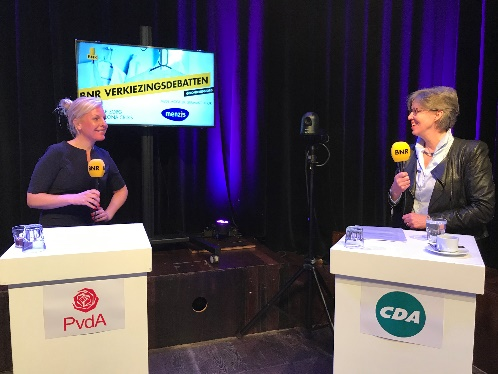 BNR VERKIEZINGSDEBATTEN
menzis
BNR
BNR
PvdA
CDA